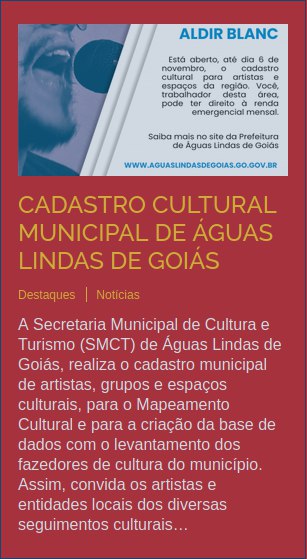 ALDIR BLANC
Está aberto, até dia 6 de
novembro, o cadastro
cultural para artistas e
espaços da região. Você,
trabalhador desta área,
pode ter direito à renda
emergencial mensal.
Saiba mais no site da Prefeitura
de Águas Lindas de Goiás
WWW.AGUASLINDASDEGOIAS.GO.GOV.BR
CADASTRO CULTURAL
MUNICIPAL DE ÁGUAS
LINDAS DE GOIÁS
Destaques | Notícias
A Secretaria Municipal de Cultura e
Turismo (SMCT) de Águas Lindas de
Goiás, realiza o cadastro municipal
de artistas, grupos e espaços
culturais, para o Mapeamento
Cultural e para a criação da base de
dados com o levantamento dos
fazedores de cultura do município.
Assim, convida os artistas e
entidades locais dos diversas
seguimentos culturais…